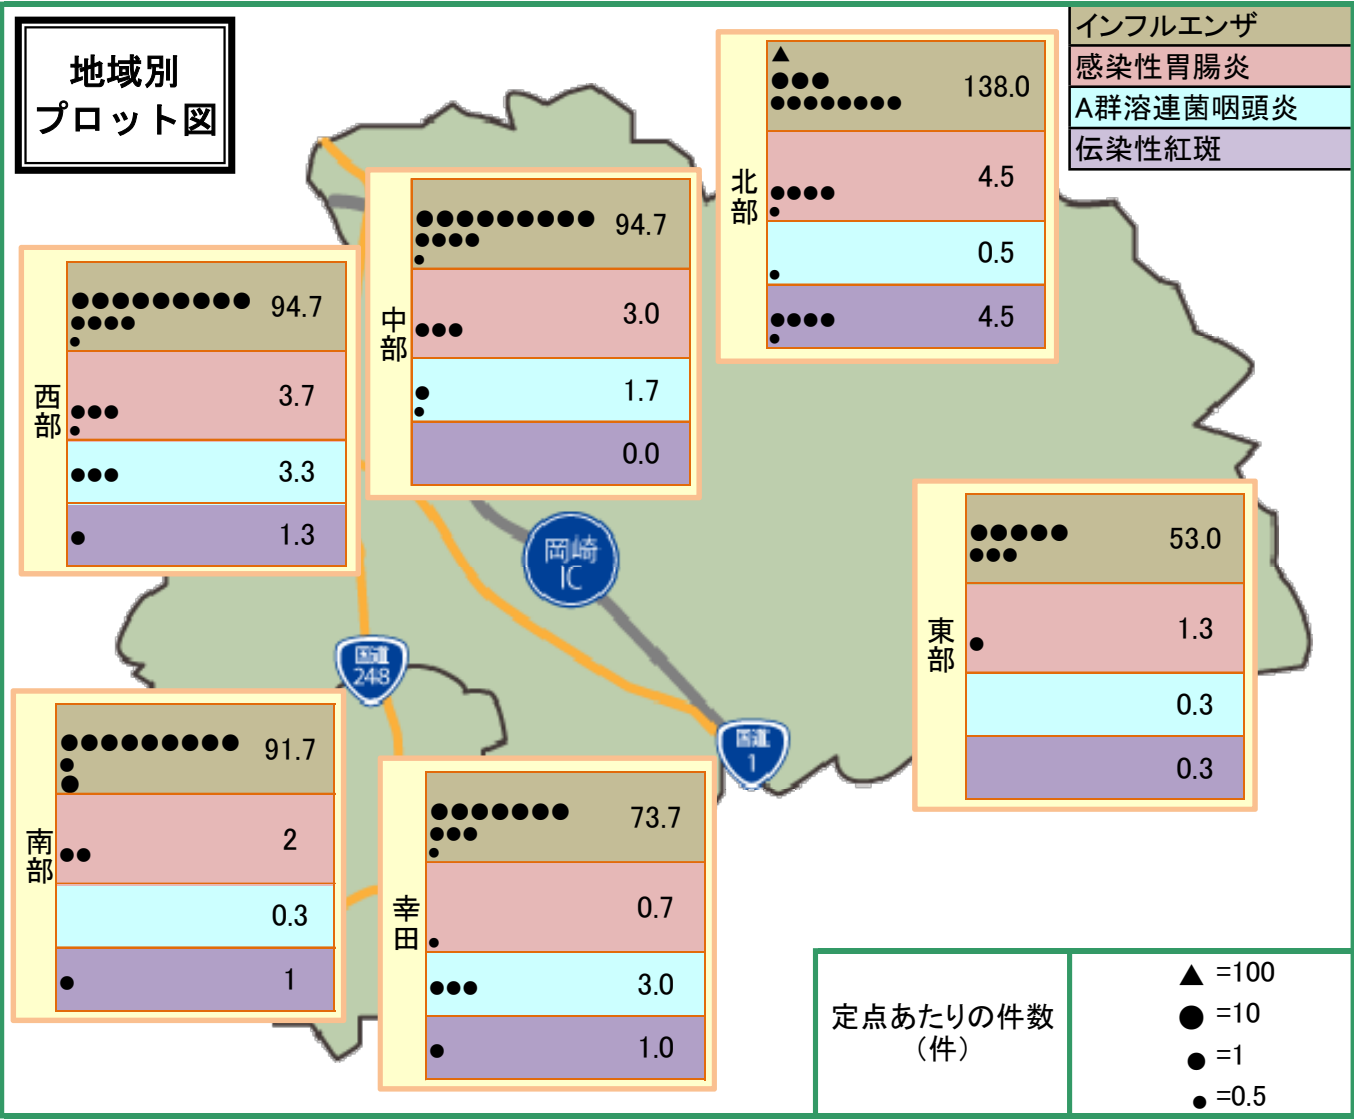 地域別
プロット図
インフルエンザ
感染性胃腸炎
A群溶連菌咽頭炎
伝染性紅斑
北部
138.0
4.5
0.5
4.5
中部
94.7
3.0
1.7
0.0
西部
94.7
3.7
3.3
1.3
岡崎
IC
東部
53.0
1.3
0.3
0.3
国道
248
国道
1
南部
91.7
2
0.3
1
幸田
73.7
0.7
3.0
1.0
定点あたりの件数
（件）
▲ =100
● =10
● =1
● =0.5